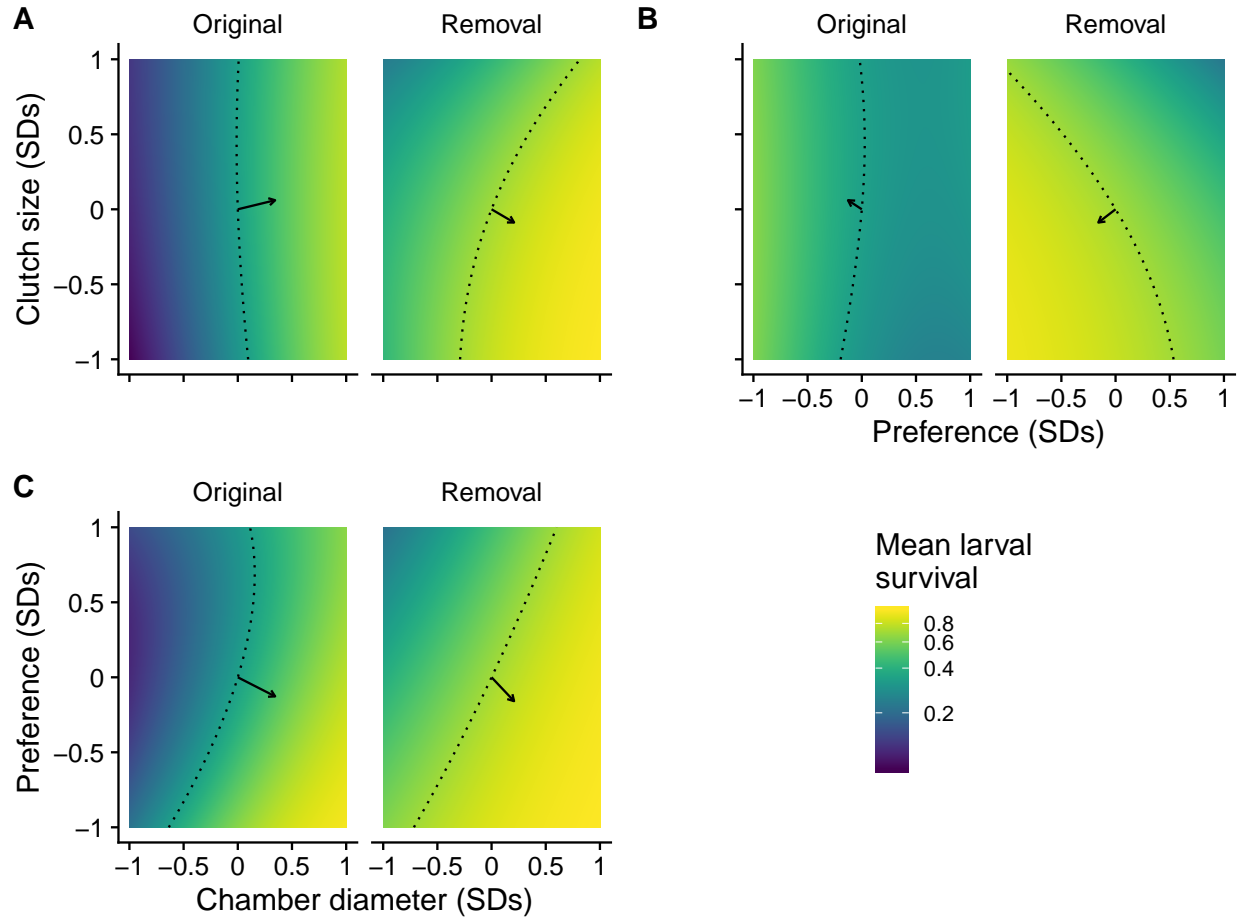 A
Original
Removal
1
0.5
0
−0.5
−1
Clutch size (SDs)
B
Original
Removal
−1 −0.5 0 0.5 1
−1 −0.5 0 0.5 1
Preference (SDs)
C
Original
Removal
1
0.5
0
−0.5
−1
Preference (SDs)
−1 −0.5 0 0.5 1
−1 −0.5 0 0.5 1
Chamber diameter (SDs)
Mean larval
survival
0.8
0.6
0.4
0.2